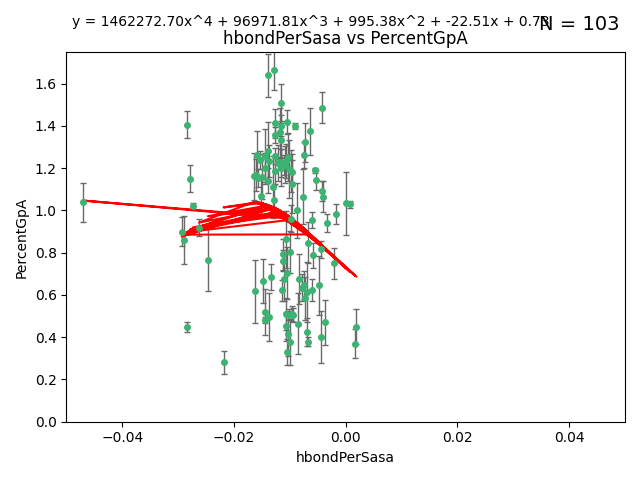 y = 1462272.70x^4 + 96971.81x^3 + 995.38x^2 + -22.51x + 0.73
N = 103
hbondPerSasa vs PercentGpA
PercentGpA
1.6
1.4
1.2
1.0
0.8
0.6
0.4
0.2
0.0
−0.04
−0.02
0.00
0.02
0.04
hbondPerSasa